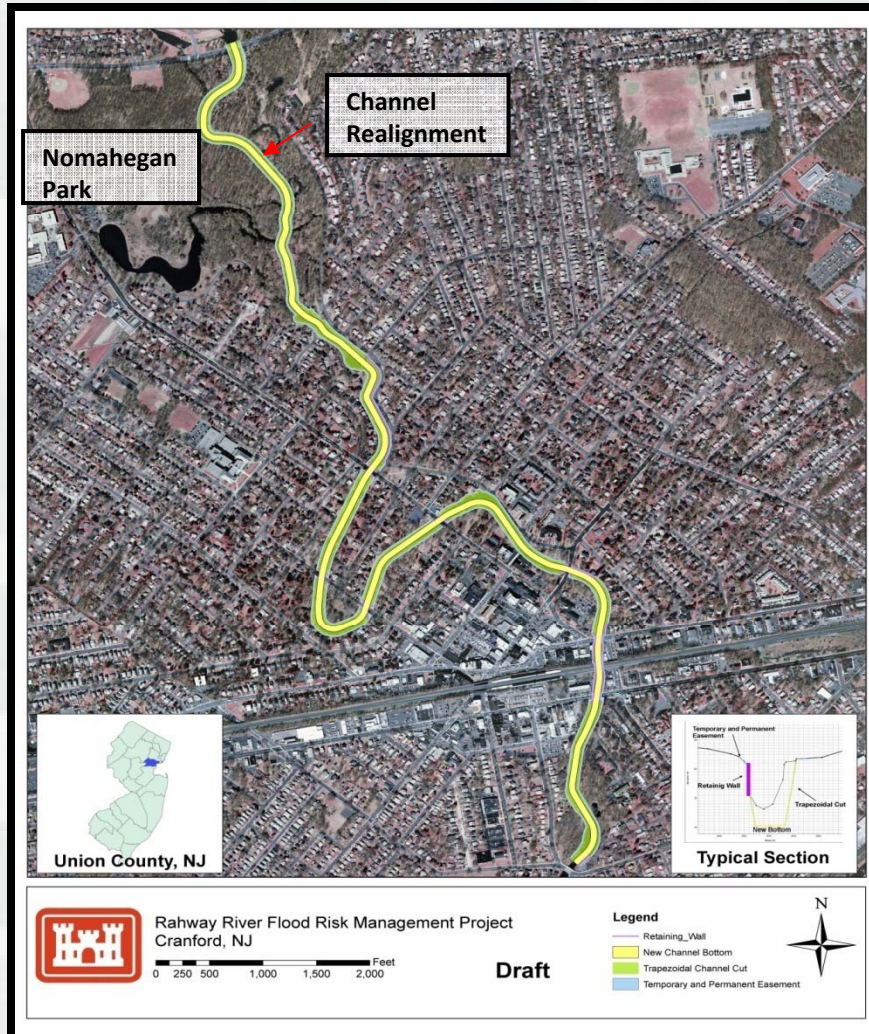 Channel
Realignment
Nomahegan
Park
Temporary and Permanent
Easement
Retainig Wall
Trapezoidal Cut
New Bottom
Union County, NJ
Typical Section
Rahway River Flood Risk Management Project
Cranford, NJ
Feet
0 250 500 1,000 1,500 2,000
Draft
Legend
Retaining_Wall
New Channel Bottom
Trapezoidal Channel Cut
Temporary and Permanent Easement
N